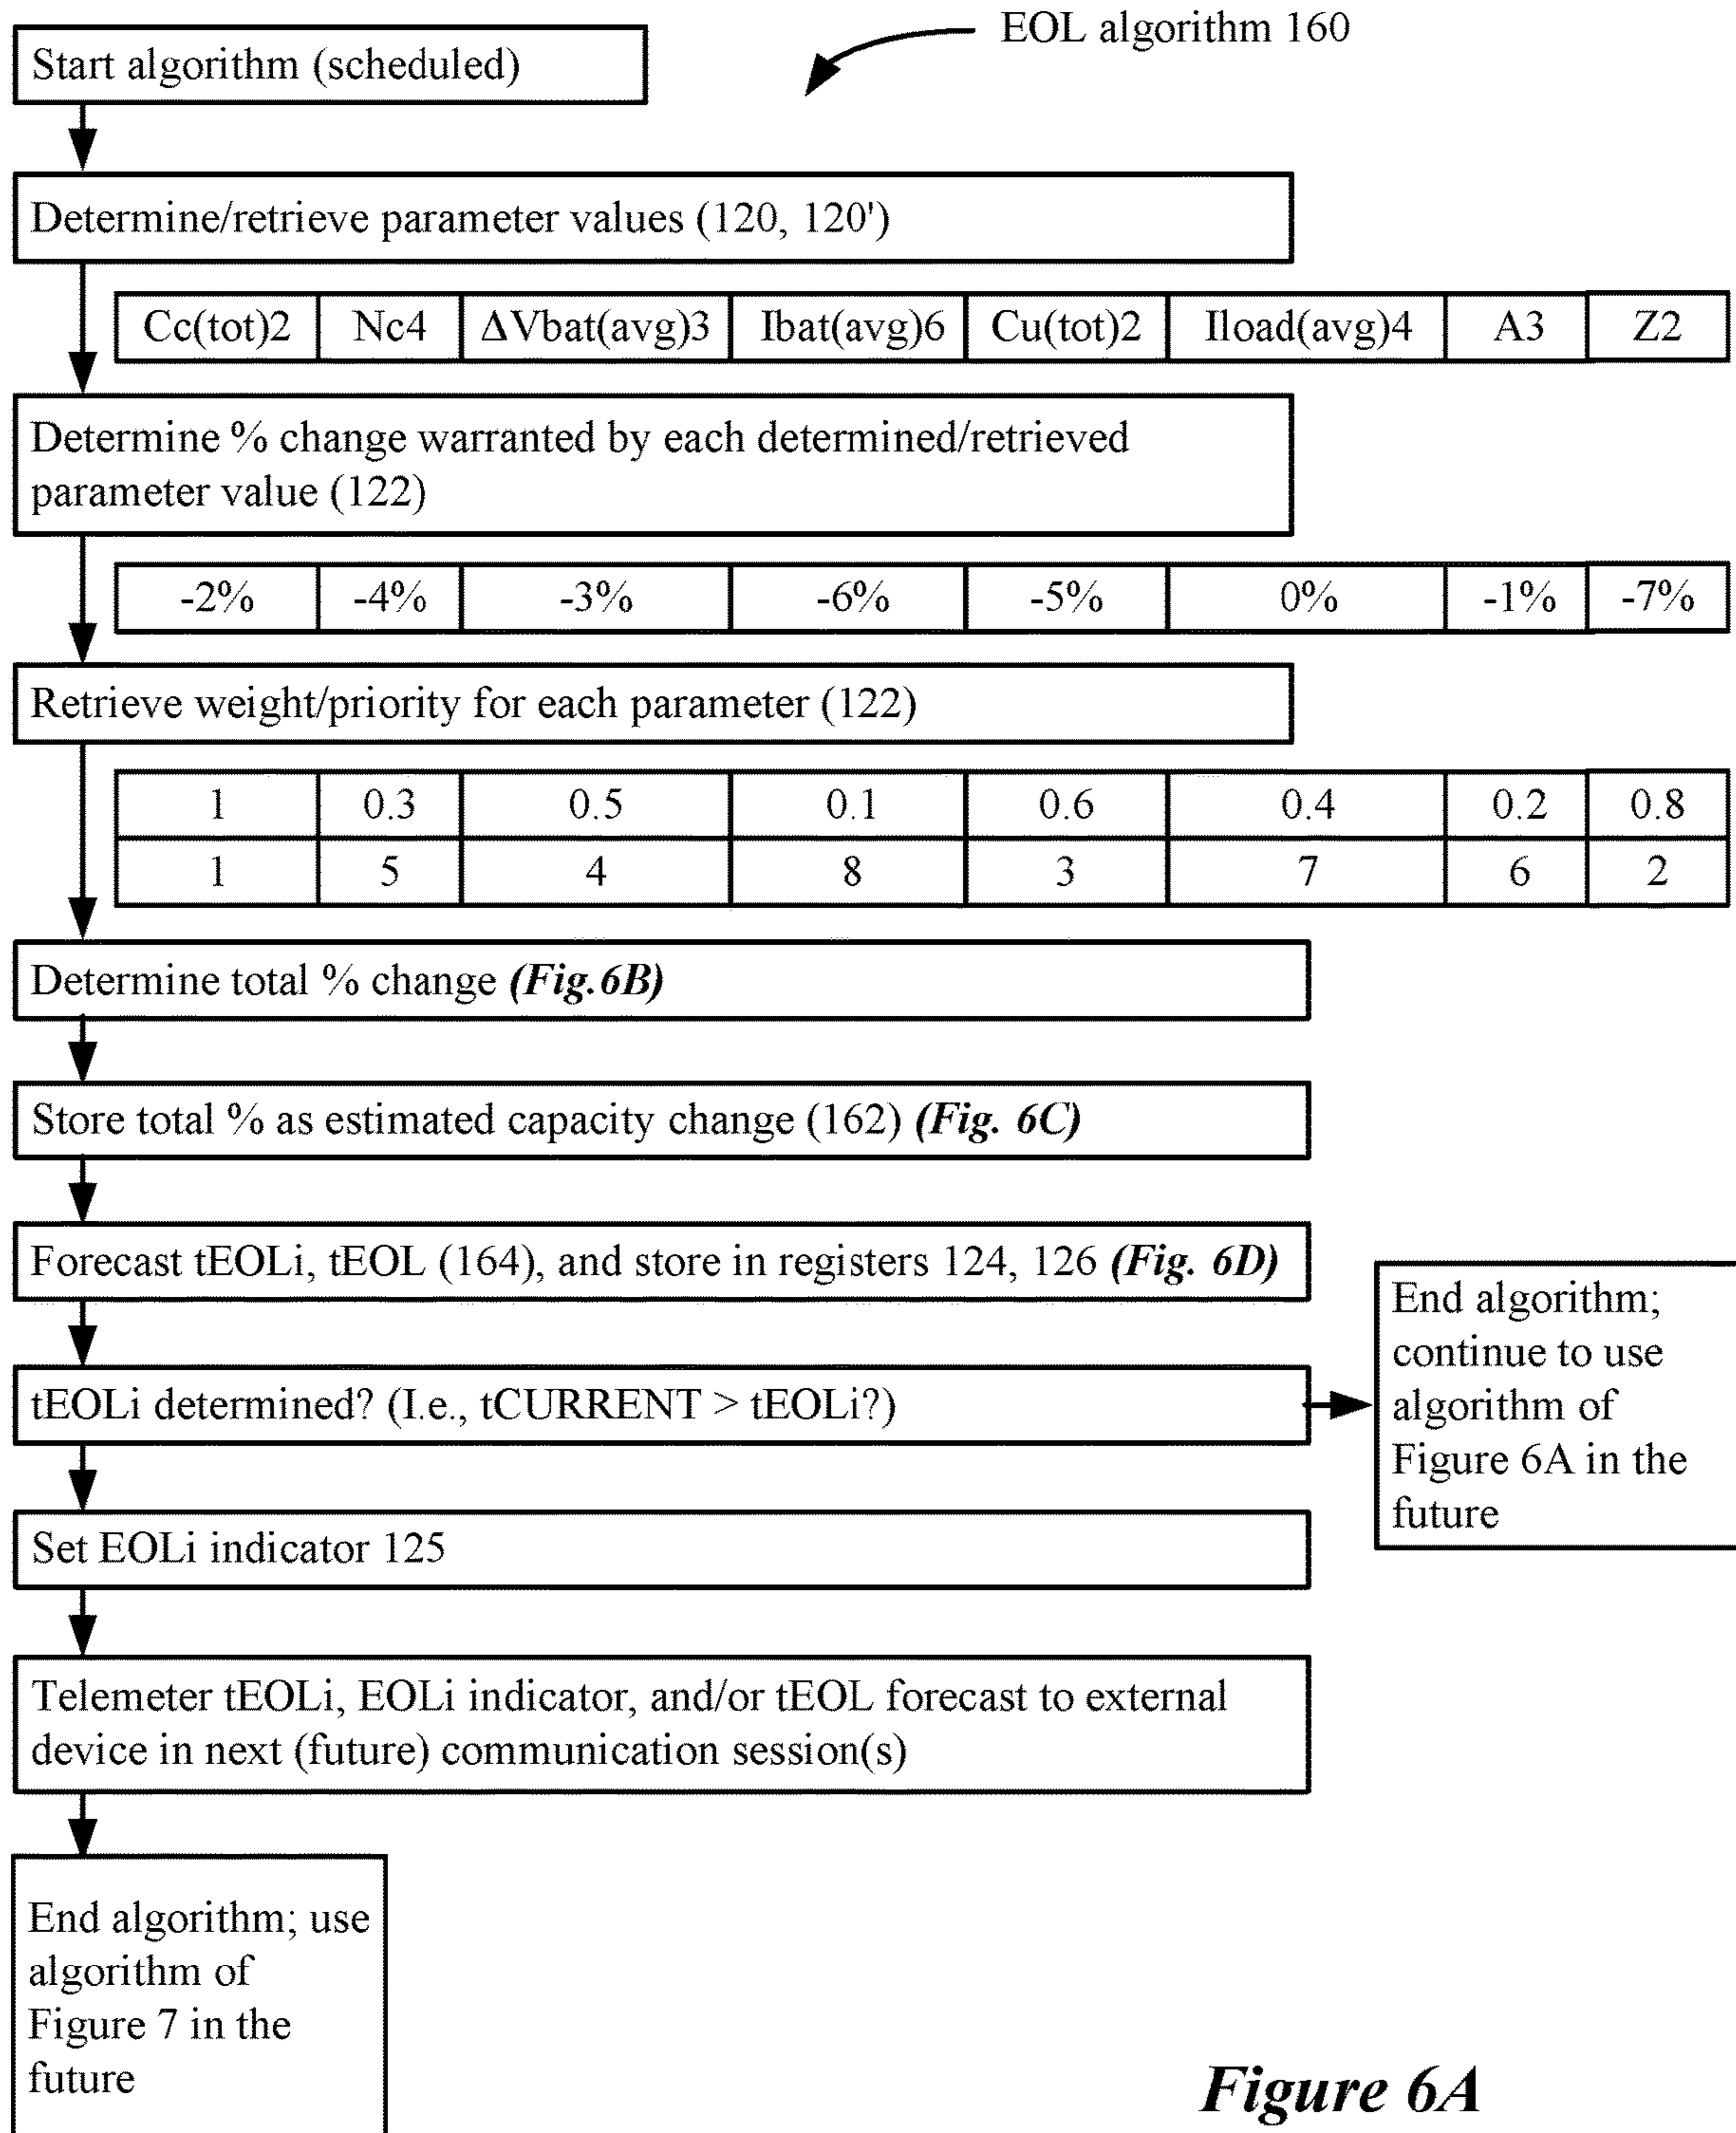 EOL algorithm 160
Start algorithm (scheduled)
Determine/retrieve parameter values (120, 120')
Cc(tot)2 Nc4 ΔVbat(avg)3 Ibat(avg)6 Cu(tot)2 Iload(avg)4 A3 Z2
Determine % change warranted by each determined/retrieved
parameter value (122)
-2% -4% -3% -6% -5% 0% -1% -7%
Retrieve weight/priority for each parameter (122)
1 0.3 0.5 0.1 0.6 0.4 0.2 0.8
1 5 4 8 3 7 6 2
Determine total % change (Fig.6B)
Store total % as estimated capacity change (162) (Fig. 6C)
Forecast tEOLi, tEOL (164), and store in registers 124, 126 (Fig. 6D)
tEOLi determined? (I.e., tCURRENT > tEOLi?)
End algorithm;
continue to use
algorithm of
Figure 6A in the
future
Set EOLi indicator 125
Telemeter tEOLi, EOLi indicator, and/or tEOL forecast to external
device in next (future) communication session(s)
End algorithm; use
algorithm of
Figure 7 in the
future
Figure 6A